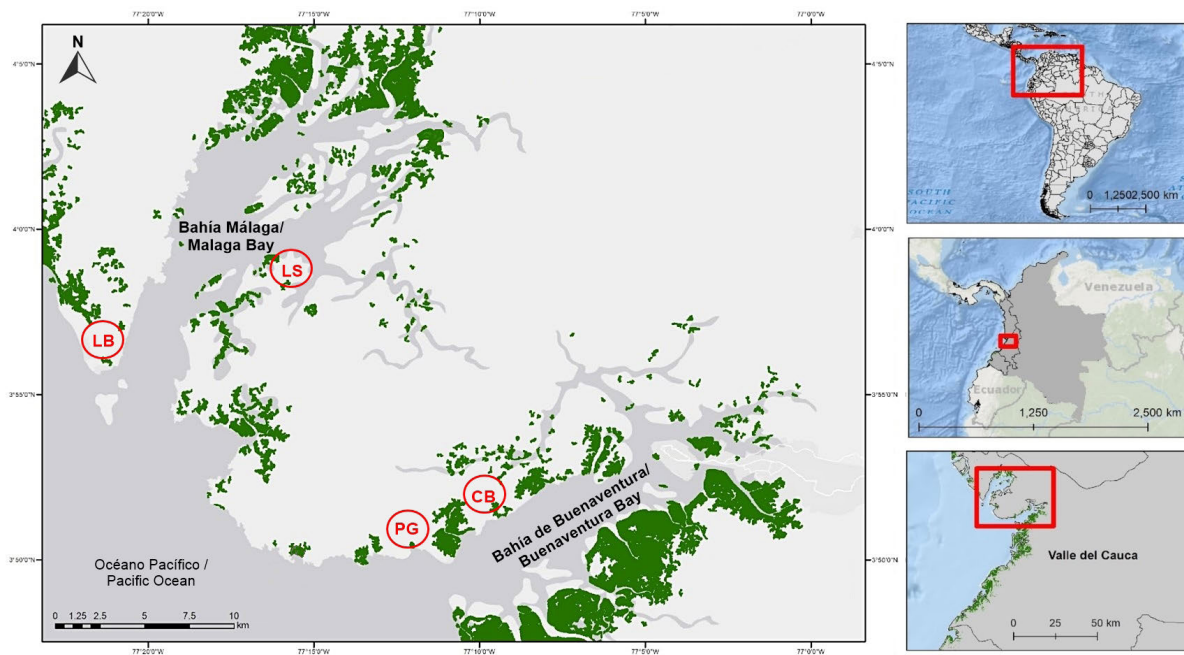 77°20'0"W
77°15'0"W
77°10'0"W
77°5'0"W
77°0'0"W
N
4°5'0"N
4°5'0"N
Bahía Málaga/
Malaga Bay
4°0'0"N
4°0'0"N
LS
LB
3°55'0"N
3°55'0"N
CB
PG
Bahía de Buenaventura/
Buenaventura Bay
3°50'0"N
3°50'0"N
Océano Pacífico /
Pacific Ocean
0 1.25 2.5 5 7.5 10
km
77°20'0"W
77°15'0"W
77°10'0"W
77°5'0"W
77°0'0"W
SOUTH
PACIFIC
OCEAN
0 1,2502,500 km
Venezuela
Ecuador
0 1,250 2,500 km
Valle del Cauca
0 25 50 km